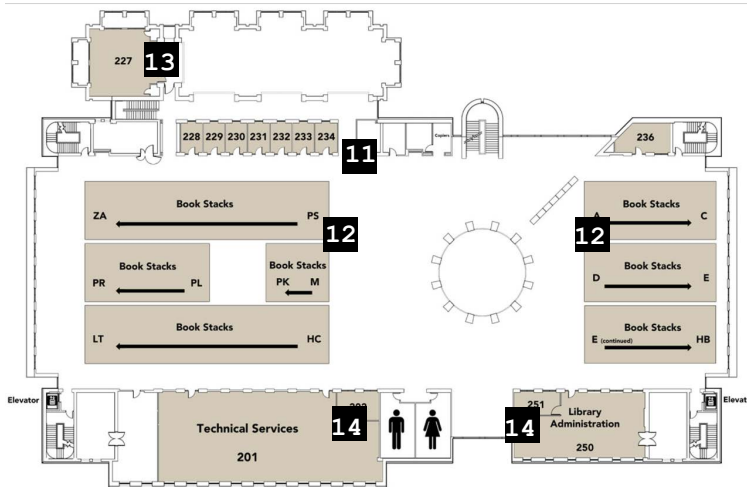 227
13
228 229 230 231 232 233 234
Copiers
236
11
Book Stacks
ZA PS
12
Book Stacks
PR PL
Book Stacks
PK M
Book Stacks
LT HC
Book Stacks
A C
12
Book Stacks
D E
Book Stacks
E (continued) HB
Elevator
Technical Services
201
14
251
14
Library
Administration
250
Elevat